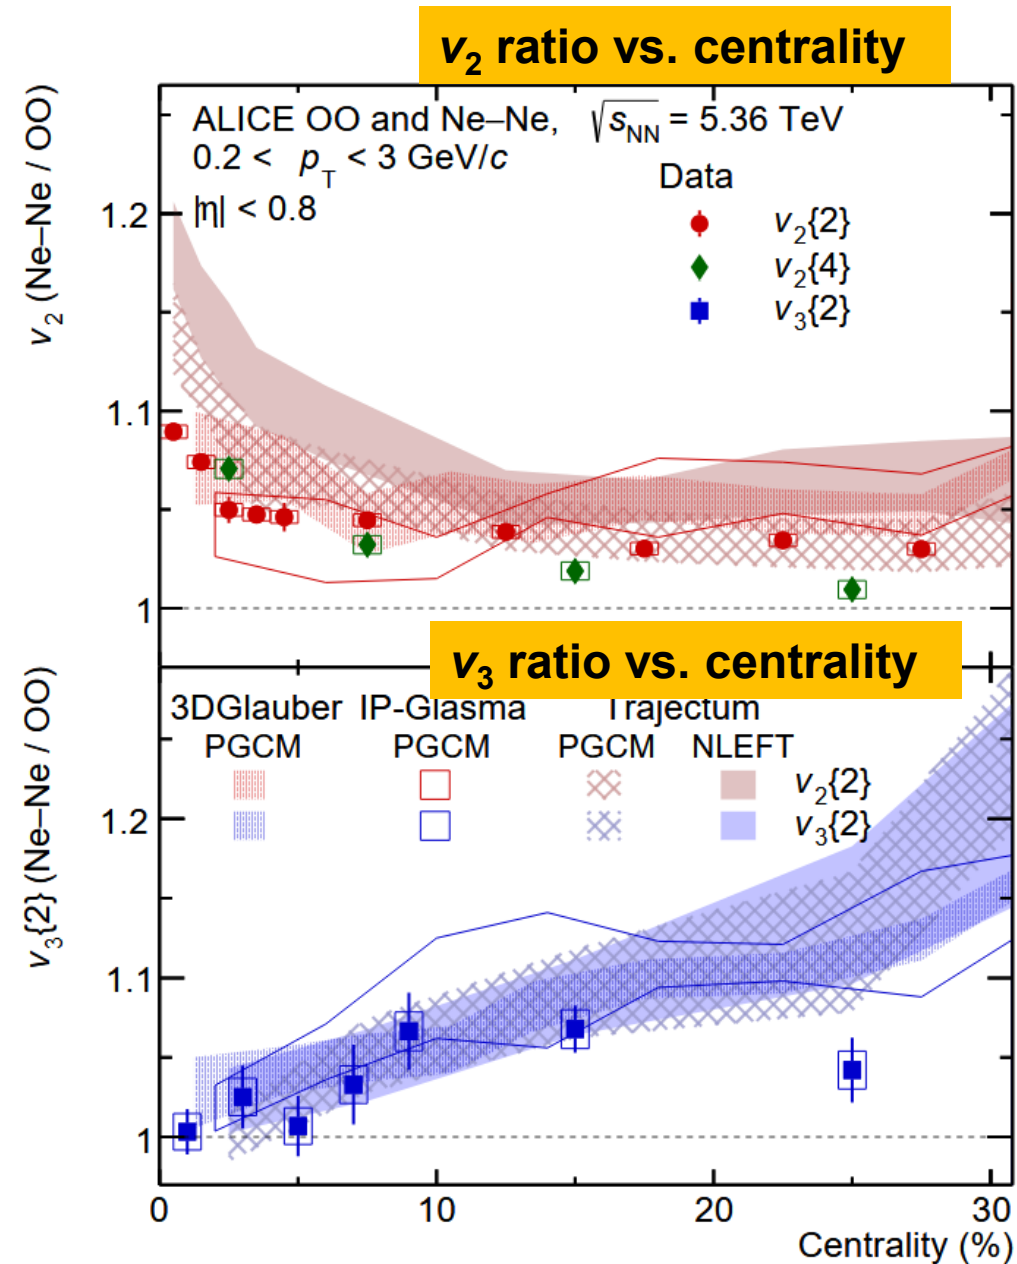 v₂ ratio vs. centrality
v₂ (Ne–Ne / OO)
ALICE OO and Ne–Ne, √sNN = 5.36 TeV
0.2 < pT < 3 GeV/c
|η| < 0.8
Data
v₂{2}
v₂{4}
v₃{2}
1.2
1.1
1
v₃ ratio vs. centrality
v₃{2} (Ne–Ne / OO)
3DGlauber IP-Glasma Trajectum
PGCM PGCM PGCM NLEFT
v₂{2}
v₃{2}
1.2
1.1
1
0 10 20 30
Centrality (%)